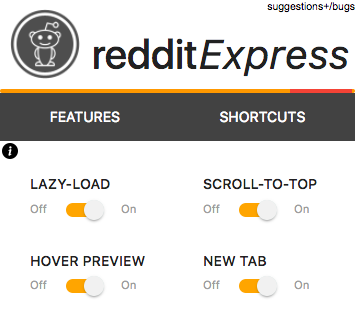 suggestions+/bugs
redditExpress
FEATURES SHORTCUTS
i
LAZY-LOAD SCROLL-TO-TOP
Off On Off On
HOVER PREVIEW NEW TAB
Off On Off On